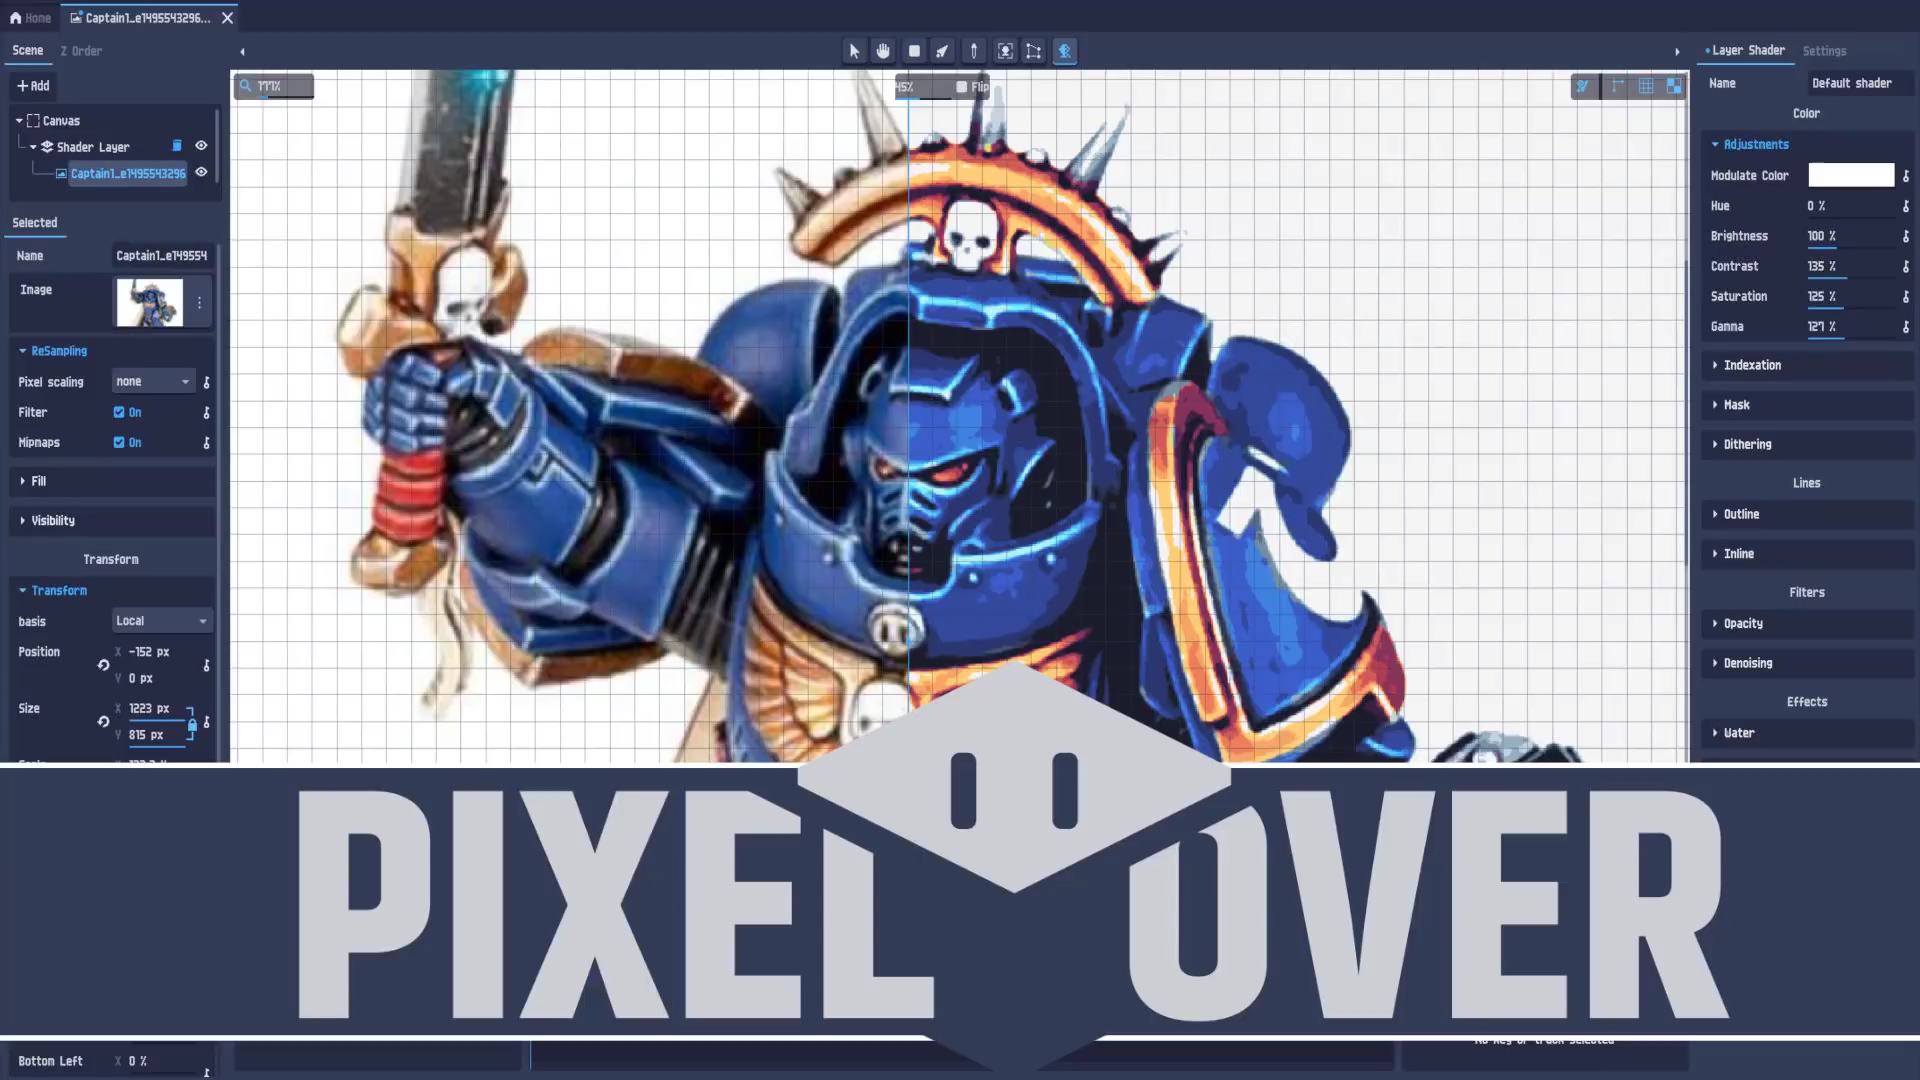 Home
Captain1_e1495543296...
Scene
Z Order
+Add
Canvas
Shader Layer
Captain1_e1495543296
Selected
Name
Captain1_e149554
Image
ReSampling
Pixel scaling
none
Filter
On
Mipmaps
On
Fill
Visibility
Transform
Transform
basis
Local
Position
X -152 px
Y 0 px
Size
X 1223 px
Y 815 px
Bottom Left
X 0 %
177%
45%
Flip
Layer Shader
Settings
Name
Default shader
Color
Adjustments
Modulate Color
Hue
0 %
Brightness
100 %
Contrast
135 %
Saturation
125 %
Gamma
127 %
Indexation
Mask
Dithering
Lines
Outline
Inline
Filters
Opacity
Denoising
Effects
Water
PIXEL OVER